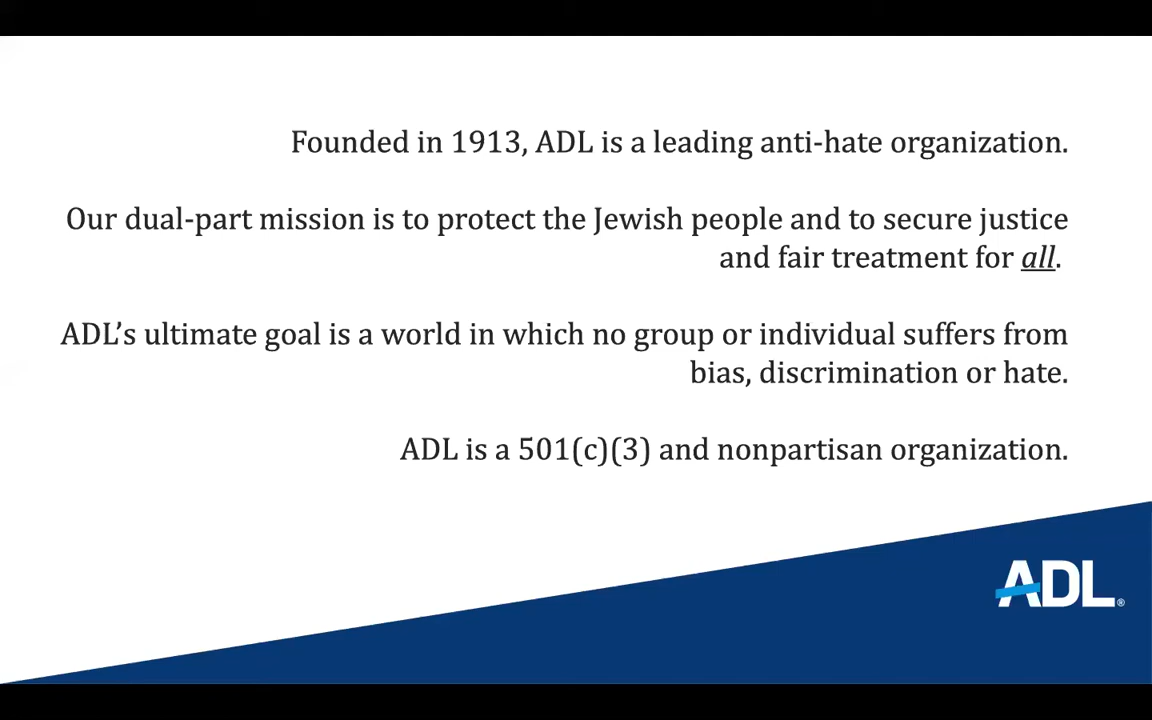 Founded in 1913, ADL is a leading anti-hate organization.
Our dual-part mission is to protect the Jewish people and to secure justice
and fair treatment for all.
ADL’s ultimate goal is a world in which no group or individual suffers from
bias, discrimination or hate.
ADL is a 501(c)(3) and nonpartisan organization.
ADL®